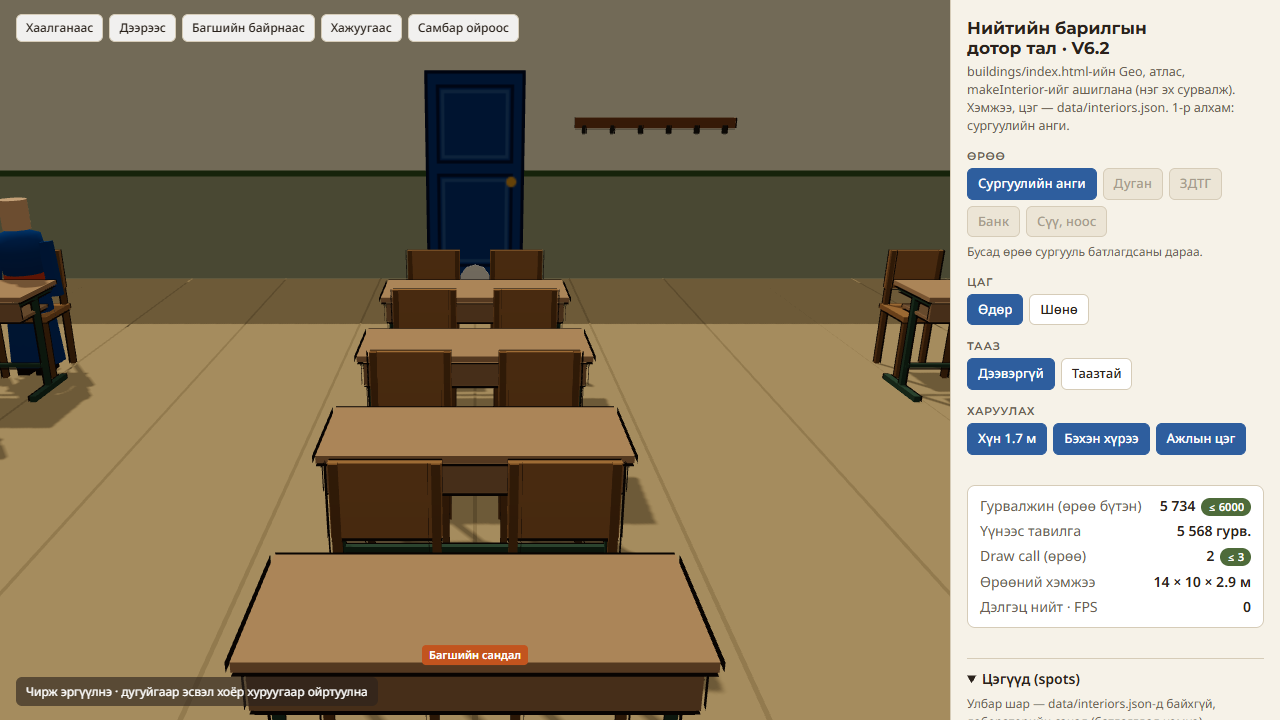 Хаалганаас
Дээрээс
Багшийн байрнаас
Хажуугаас
Самбар ойроос
Багшийн сандал
Чирж эргүүлнэ · дугуйгаар эсвэл хоёр хуруугаар ойртуулна
Нийтийн барилгын
дотор тал · V6.2
buildings/index.html-ийн Geo, атлас,
makeInterior-ийг ашиглана (нэг эх сурвалж).
Хэмжээ, цэг — data/interiors.json. 1-р алхам:
сургуулийн анги.
ӨРӨӨ
Сургуулийн анги
Дуган
ЗДТГ
Банк
Сүү, ноос
Бусад өрөө сургууль батлагдсаны дараа.
ЦАГ
Өдөр
Шөнө
ТААЗ
Дээвэргүй
Таазтай
ХАРУУЛАХ
Хүн 1.7 м
Бэхэн хүрээ
Ажлын цэг
Гурвалжин (өрөө бүтэн) 5 734 ≤ 6000
Үүнээс тавилга 5 568 гурв.
Draw call (өрөө) 2 ≤ 3
Өрөөний хэмжээ 14 × 10 × 2.9 м
Дэлгэц нийт · FPS 0
▼ Цэгүүд (spots)
Улбар шар — data/interiors.json-д байхгүй,